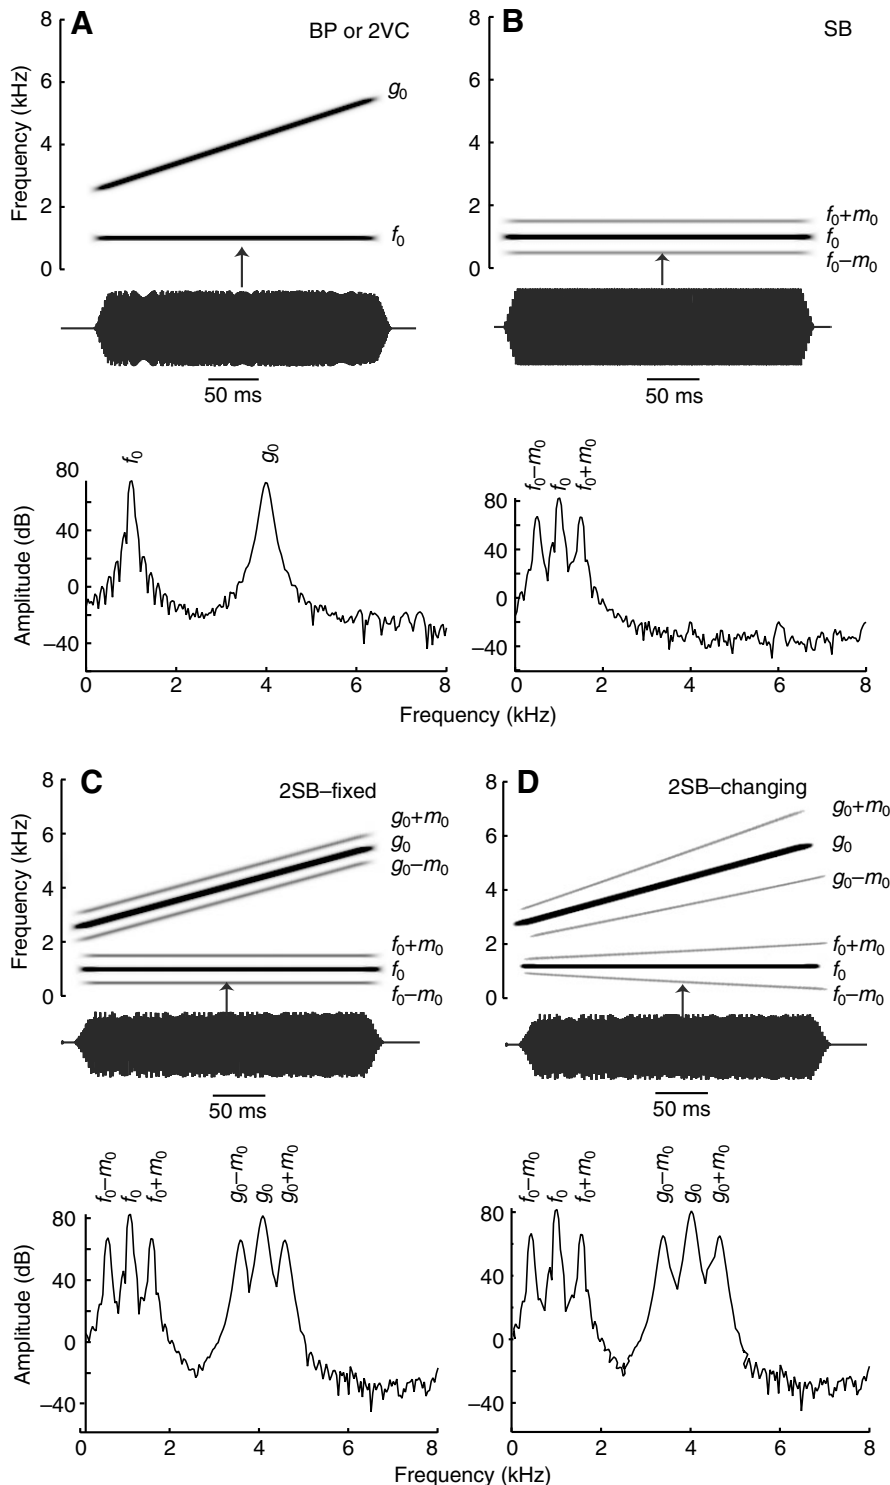 A
BP or 2VC
8
6
4
2
0
Frequency (kHz)
g0
f0
50 ms
B
SB
8
6
4
2
0
f0+m0
f0
f0–m0
50 ms
f0
g0
80
40
0
–40
Amplitude (dB)
0 2 4 6 8
f0–m0
f0
f0+m0
80
40
0
–40
0 2 4 6 8
Frequency (kHz)
C
2SB–fixed
8
6
4
2
0
Frequency (kHz)
g0+m0
g0
g0–m0
f0+m0
f0
f0–m0
50 ms
D
2SB–changing
8
6
4
2
0
g0+m0
g0
g0–m0
f0+m0
f0
f0–m0
50 ms
f0–m0
f0
f0+m0
g0–m0
g0
g0+m0
80
40
0
–40
Amplitude (dB)
0 2 4 6 8
f0–m0
f0
f0+m0
g0–m0
g0
g0+m0
80
40
0
–40
0 2 4 6 8
Frequency (kHz)